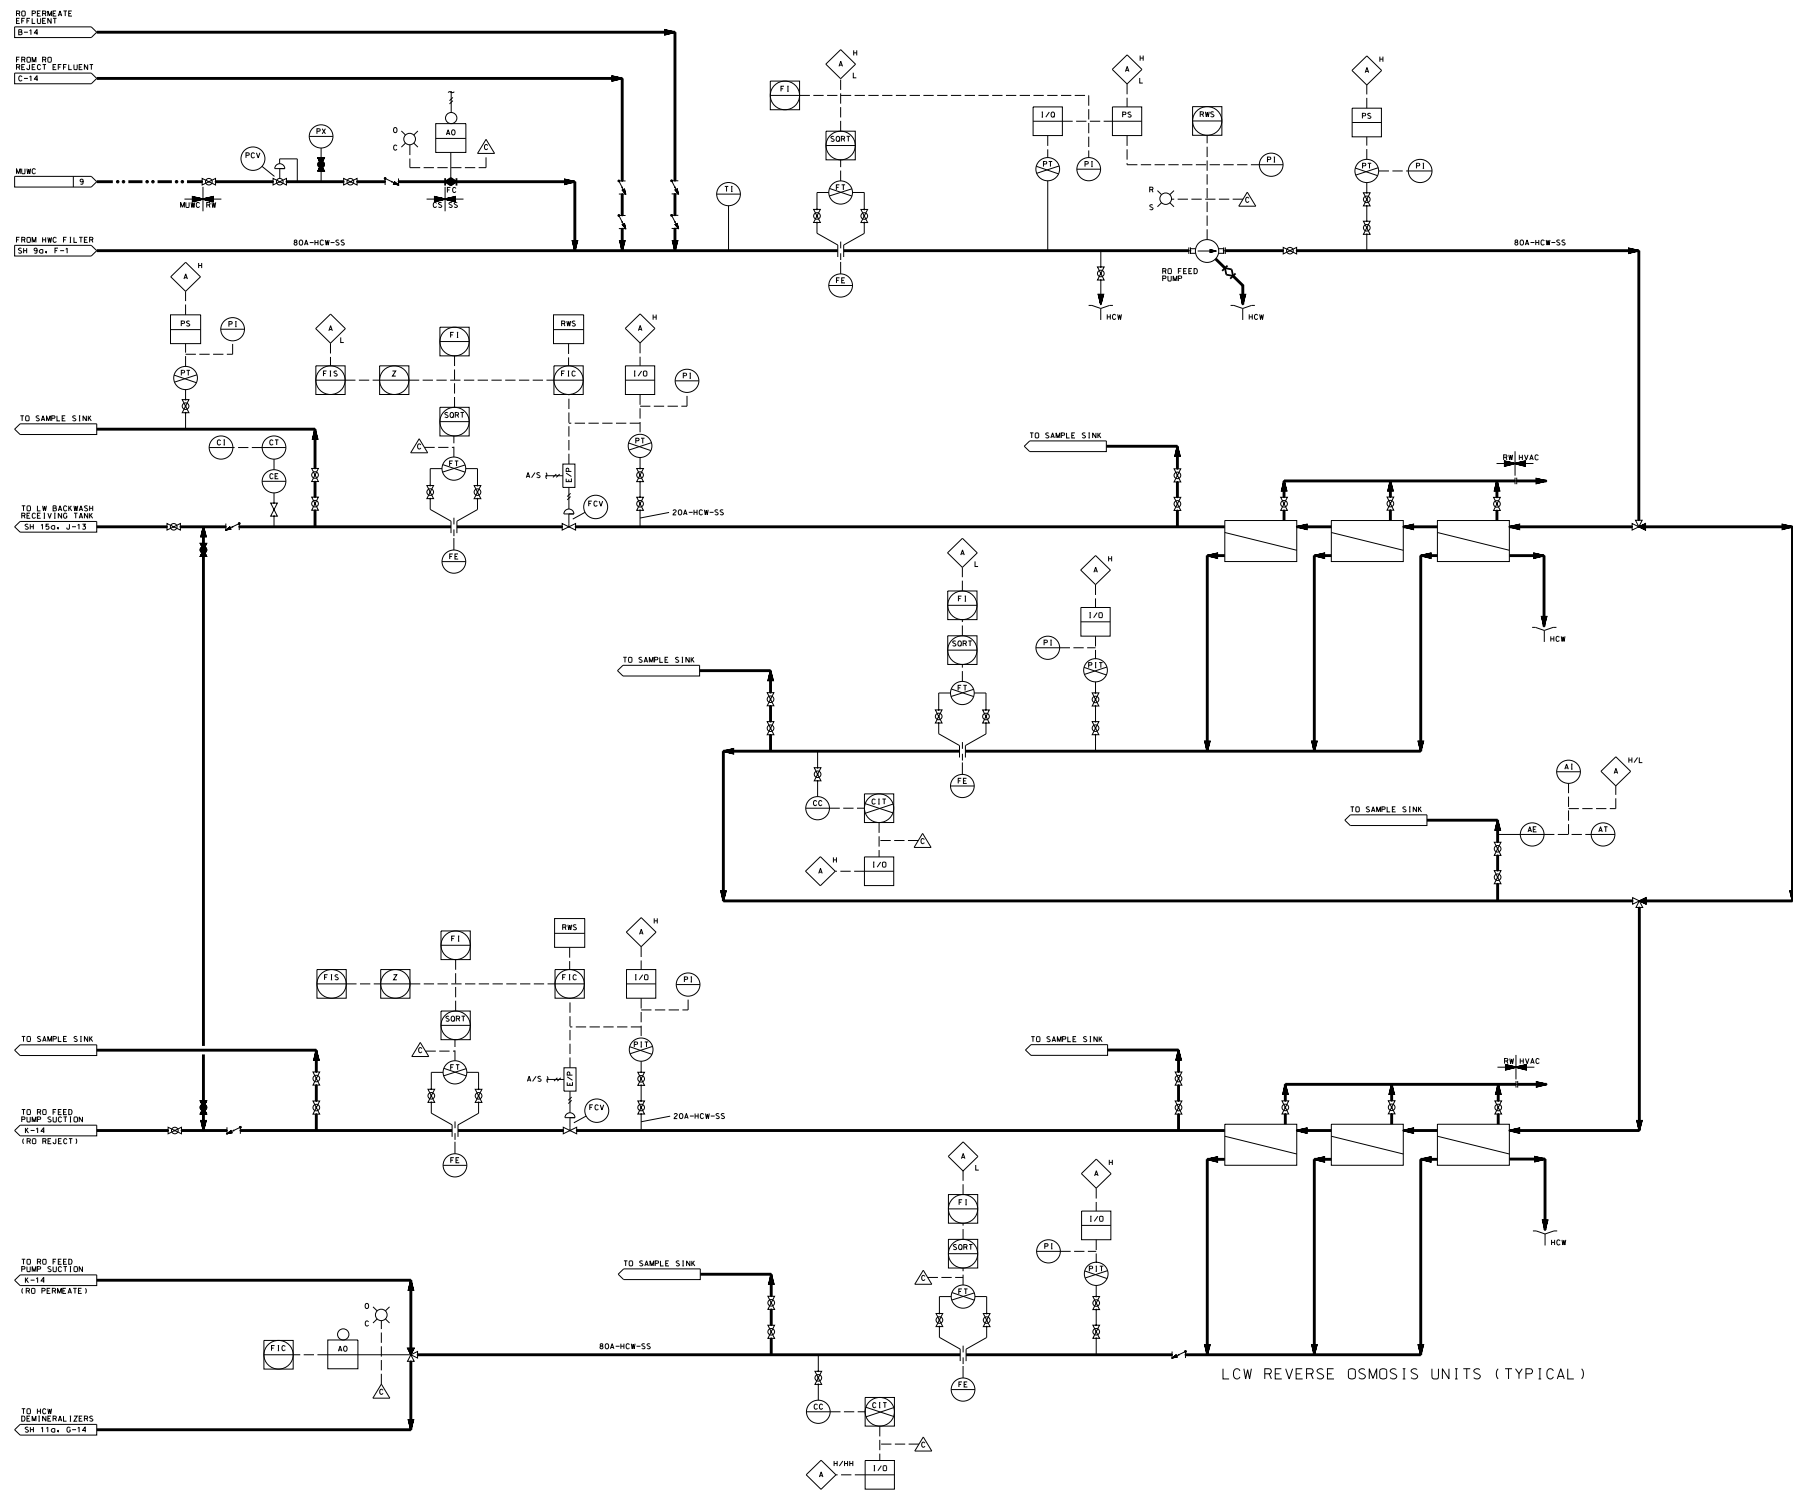 RO PERMEATE
EFFLUENT
B-14
FROM RO
REJECT EFFLUENT
C-14
MUWC
9
MUWC RW
PCV
PX
O
C
AO
C
FC
CS SS
FROM HWC FILTER
SH 9a. F-1
80A-HCW-SS
TI
FI
A
H
L
SQRT
FT
FE
I/O
PT
PI
A
H
L
PS
RWS
PI
R
S
C
RO FEED
PUMP
HCW
HCW
A
H
PS
PT
PI
80A-HCW-SS
A
H
PS
PI
PT
TO SAMPLE SINK
CI
CT
CE
TO LW BACKWASH
RECEIVING TANK
SH 15a. J-13
A
L
FIS
Z
FI
SQRT
C
FT
FE
RWS
FIC
A/S
E/P
FCV
A
H
I/O
PI
PT
20A-HCW-SS
TO SAMPLE SINK
RW HVAC
HCW
A
L
FI
SQRT
FT
FE
A
H
I/O
PI
PIT
TO SAMPLE SINK
CC
CIT
C
A
H
I/O
TO SAMPLE SINK
AI
A
H/L
AE
AT
FIS
Z
FI
SQRT
C
FT
FE
RWS
FIC
A/S
E/P
FCV
A
H
I/O
PI
PIT
20A-HCW-SS
TO SAMPLE SINK
TO RO FEED
PUMP SUCTION
K-14
(RO REJECT)
TO SAMPLE SINK
RW HVAC
HCW
A
L
FI
SQRT
C
FT
FE
A
H
I/O
PI
PIT
TO SAMPLE SINK
TO RO FEED
PUMP SUCTION
K-14
(RO PERMEATE)
O
C
FIC
AO
C
80A-HCW-SS
LCW REVERSE OSMOSIS UNITS (TYPICAL)
TO HCW
DEMINERALIZERS
SH 11a. G-14
CC
CIT
C
A
H/HH
I/O